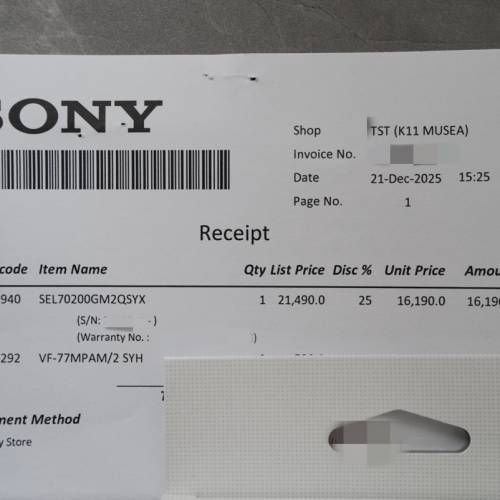 SONY
Shop TST (K11 MUSEA)
Invoice No.
Date 21-Dec-2025 15:25
Page No. 1
Receipt
code Item Name Qty List Price Disc % Unit Price Amou
940 SEL70200GM2QSYX 1 21,490.0 25 16,190.0 16,190
(S/N: - )
(Warranty No. : )
292 VF-77MPAM/2 SYH
ment Method
y Store